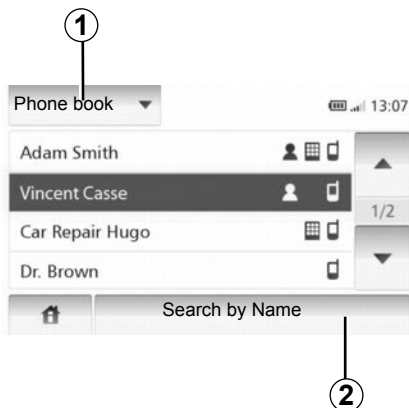 1
Phone book 13:07
Adam Smith
Vincent Casse
1/2
Car Repair Hugo
Dr. Brown
Search by Name
2